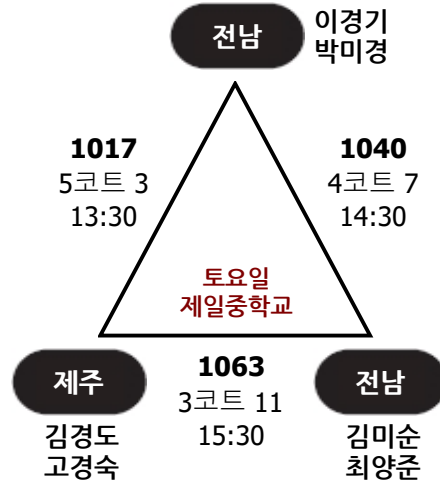 전남
이경기
박미경
1017
5코트 3
13:30
1040
4코트 7
14:30
토요일
제일중학교
제주
김경도
고경숙
1063
3코트 11
15:30
전남
김미순
최양준